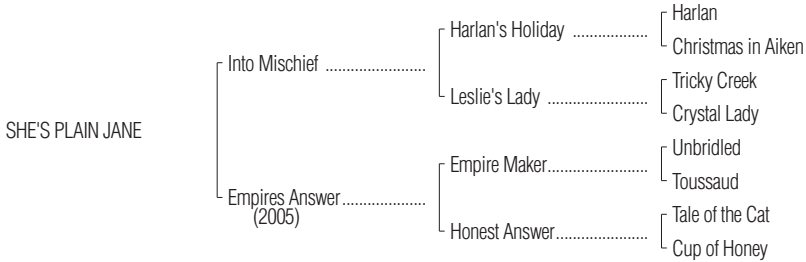 Harlan
Harlan's Holiday ...................
Christmas in Aiken
Into Mischief .........................
Tricky Creek
Leslie's Lady .........................
Crystal Lady
SHE'S PLAIN JANE
Unbridled
Empire Maker.........................
Toussaud
Empires Answer.....................
(2005)
Tale of the Cat
Honest Answer.......................
Cup of Honey